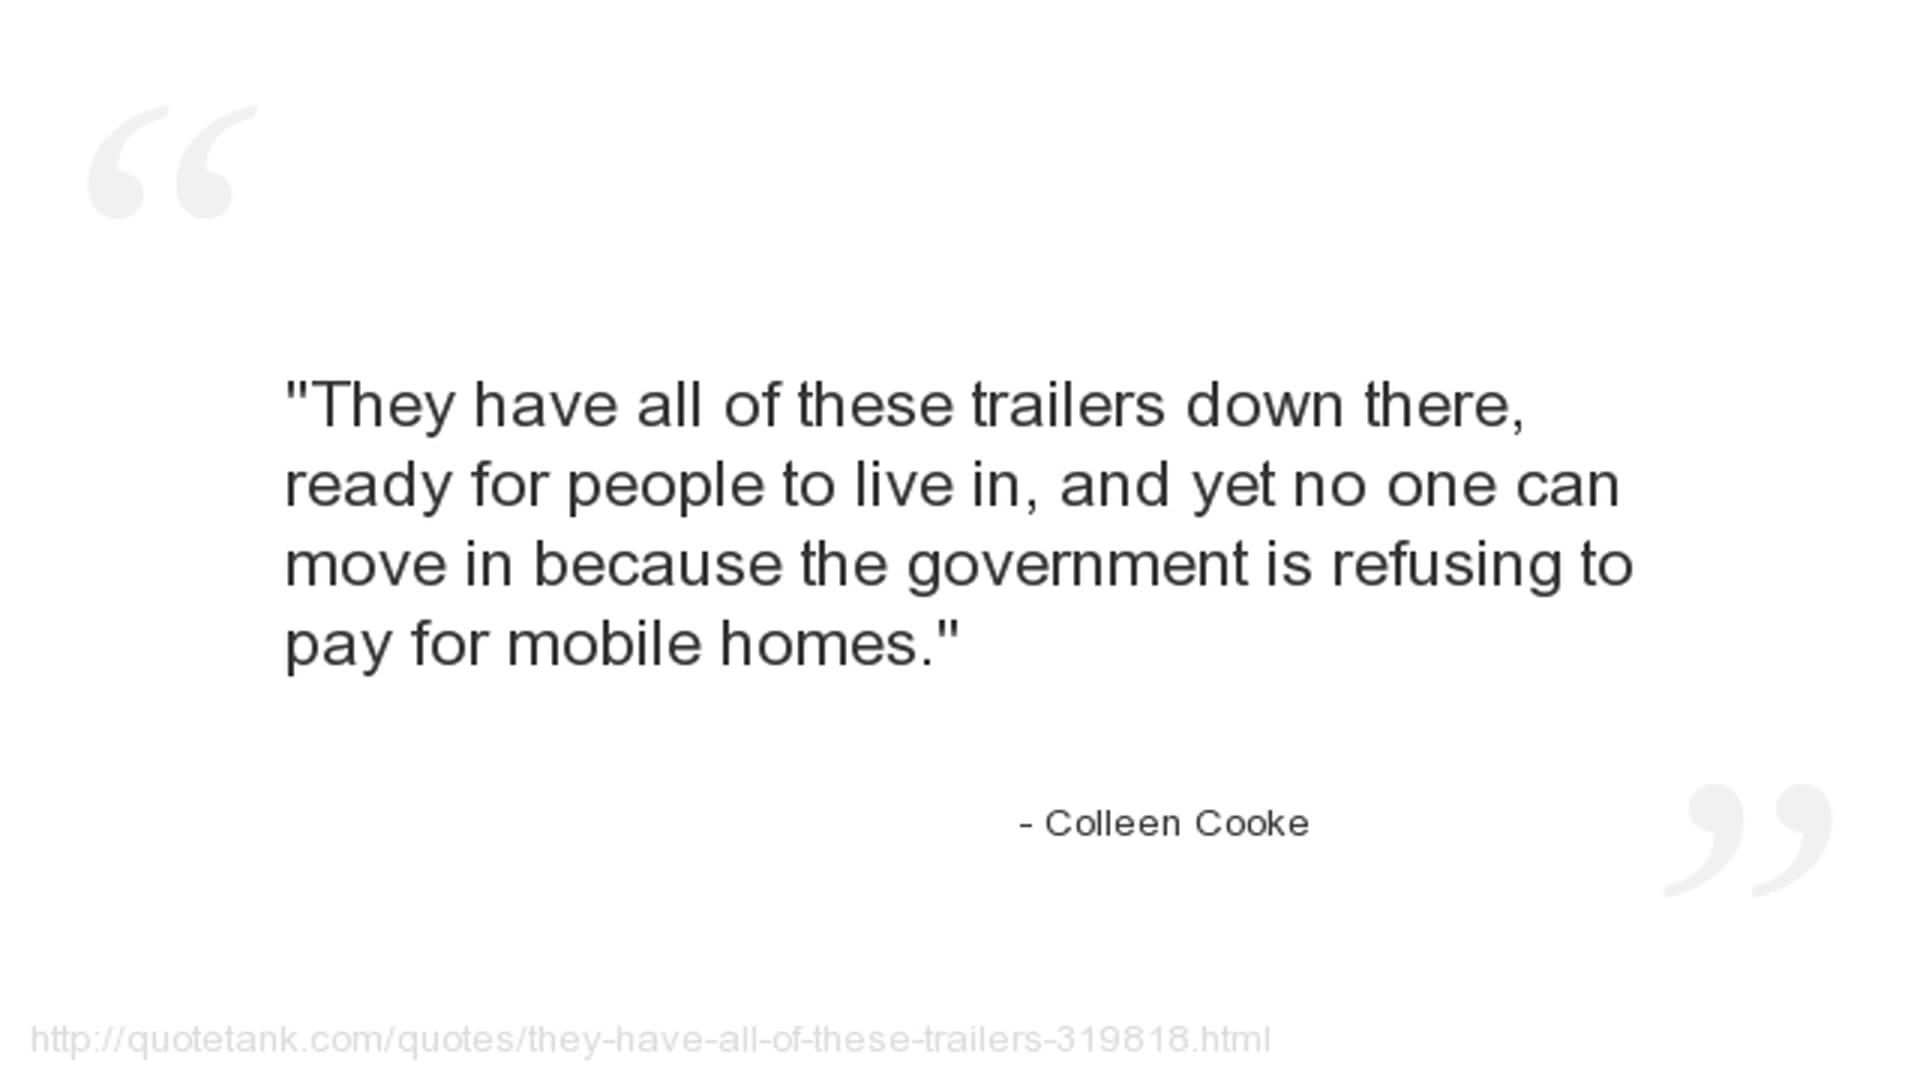 "They have all of these trailers down there,
ready for people to live in, and yet no one can
move in because the government is refusing to
pay for mobile homes."
- Colleen Cooke
http://quotetank.com/quotes/they-have-all-of-these-trailers-319818.html